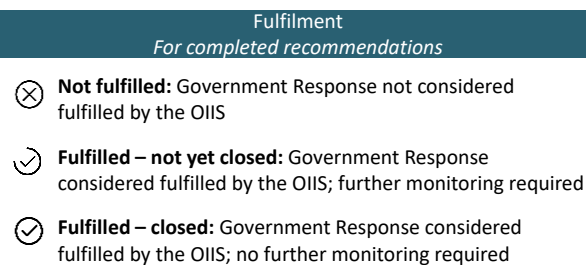 Fulfilment
For completed recommendations
Not fulfilled: Government Response not considered
fulfilled by the OIIS
Fulfilled – not yet closed: Government Response
considered fulfilled by the OIIS; further monitoring required
Fulfilled – closed: Government Response considered
fulfilled by the OIIS; no further monitoring required